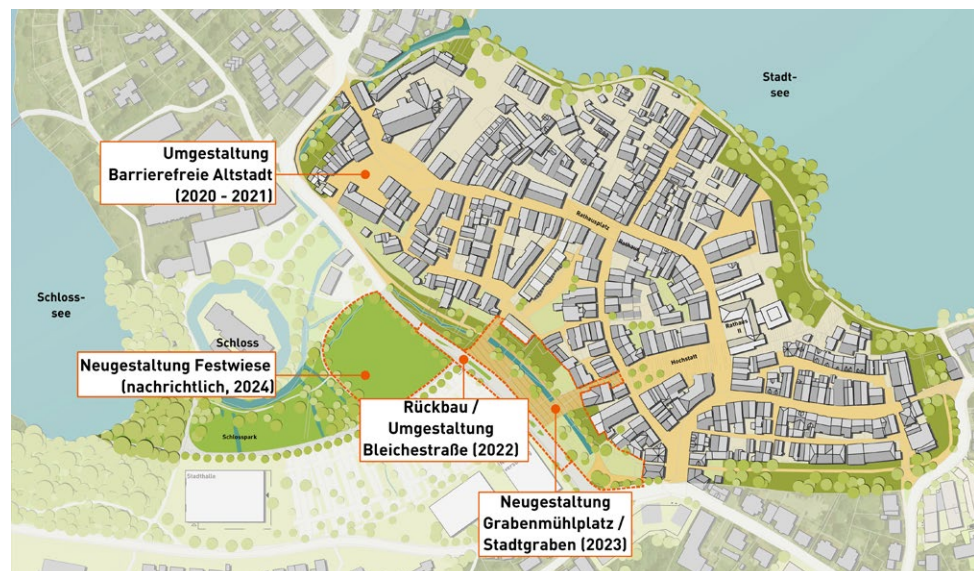 Stadt-
see
Umgestaltung
Barrierefreie Altstadt
(2020 - 2021)
Rathausplatz
Schloss-
see
Rathaus
II
Schloss
Hochstatt
Neugestaltung Festwiese
(nachrichtlich, 2024)
Rückbau /
Umgestaltung
Bleichestraße (2022)
Schlosspark
Stadthalle
Neugestaltung
Grabenmühlplatz /
Stadtgraben (2023)